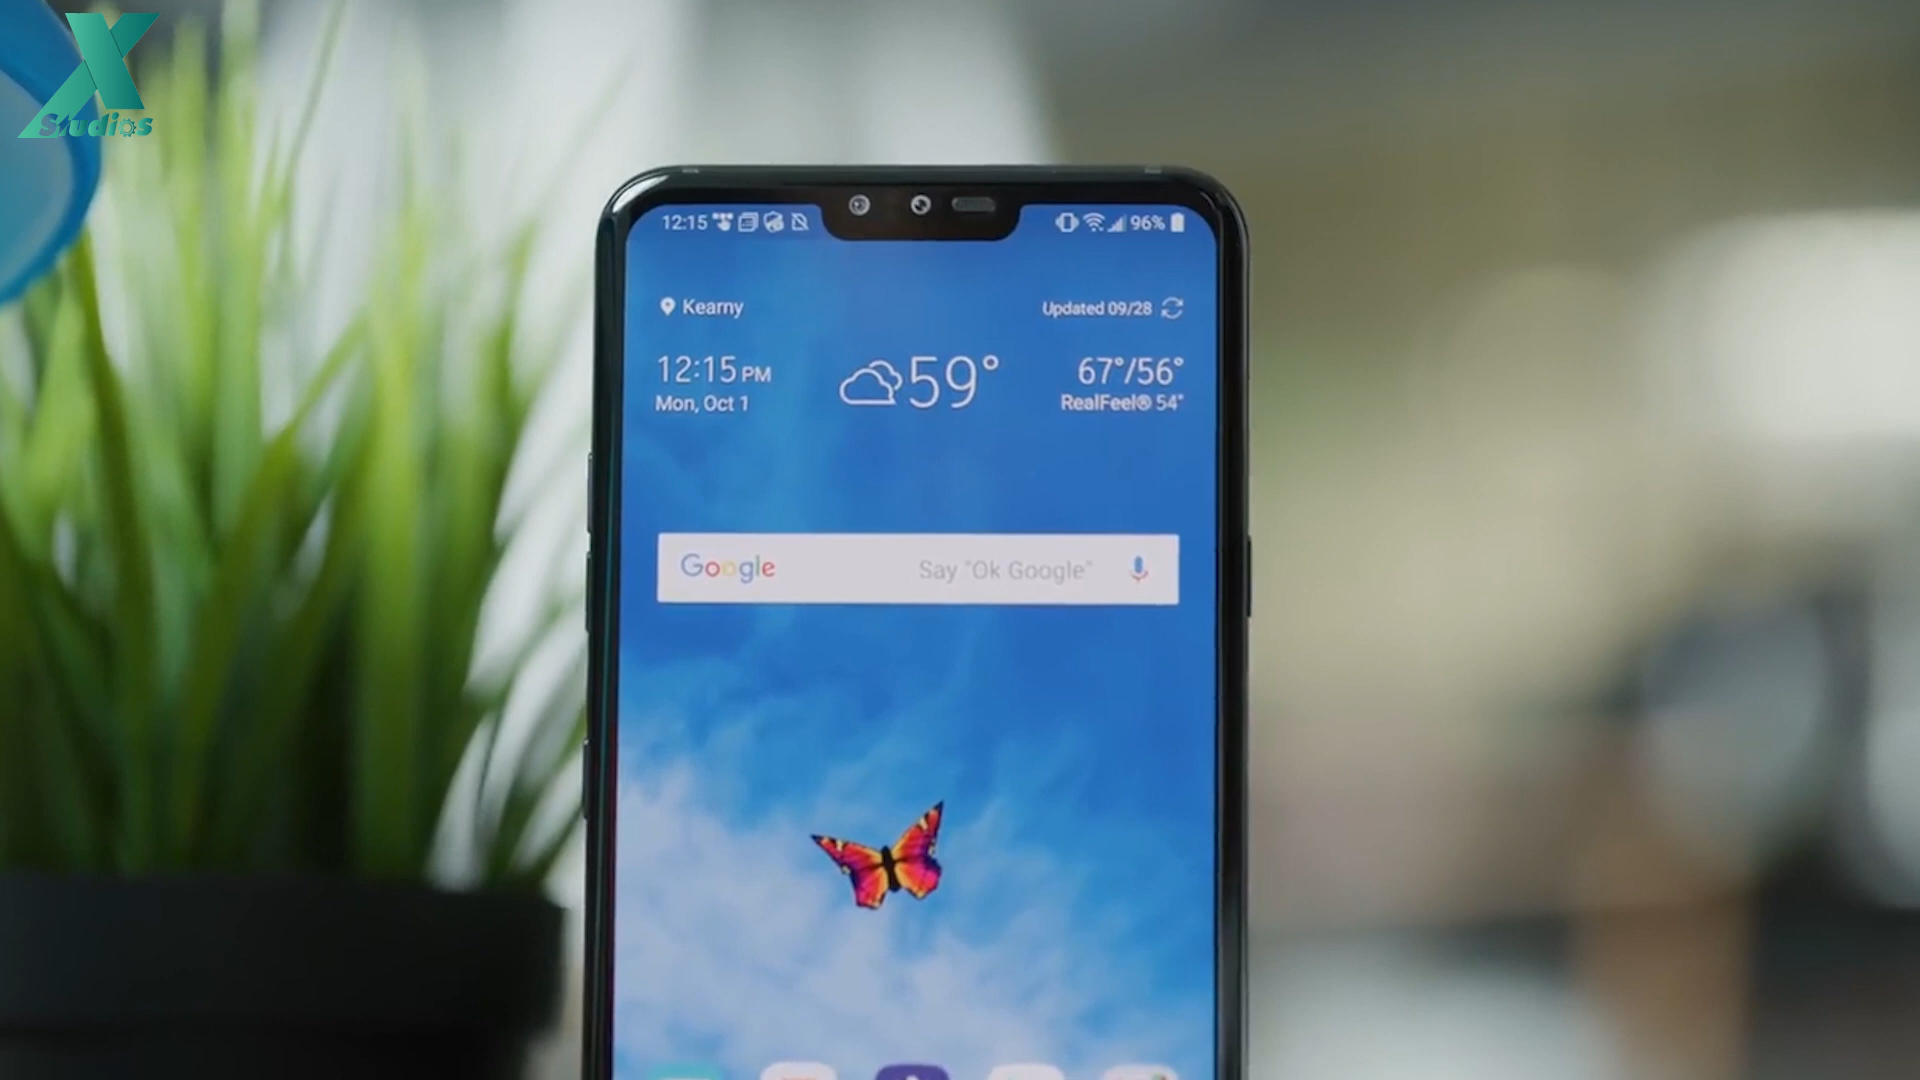 X
Studios
12:15
96%
Kearny
Updated 09/28
12:15 PM
59°
67°/56°
Mon, Oct 1
RealFeel® 54°
Google
Say "Ok Google"